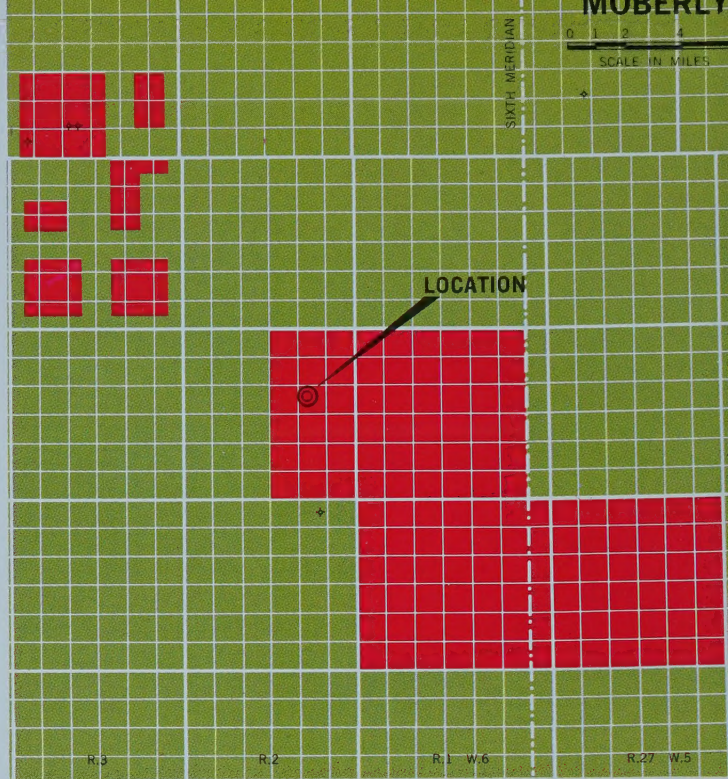 MOBERLY
0 1 2 4
SCALE IN MILES
SIXTH MERIDIAN
LOCATION
R.3 R.2 R.1 W.6 R.27 W.5